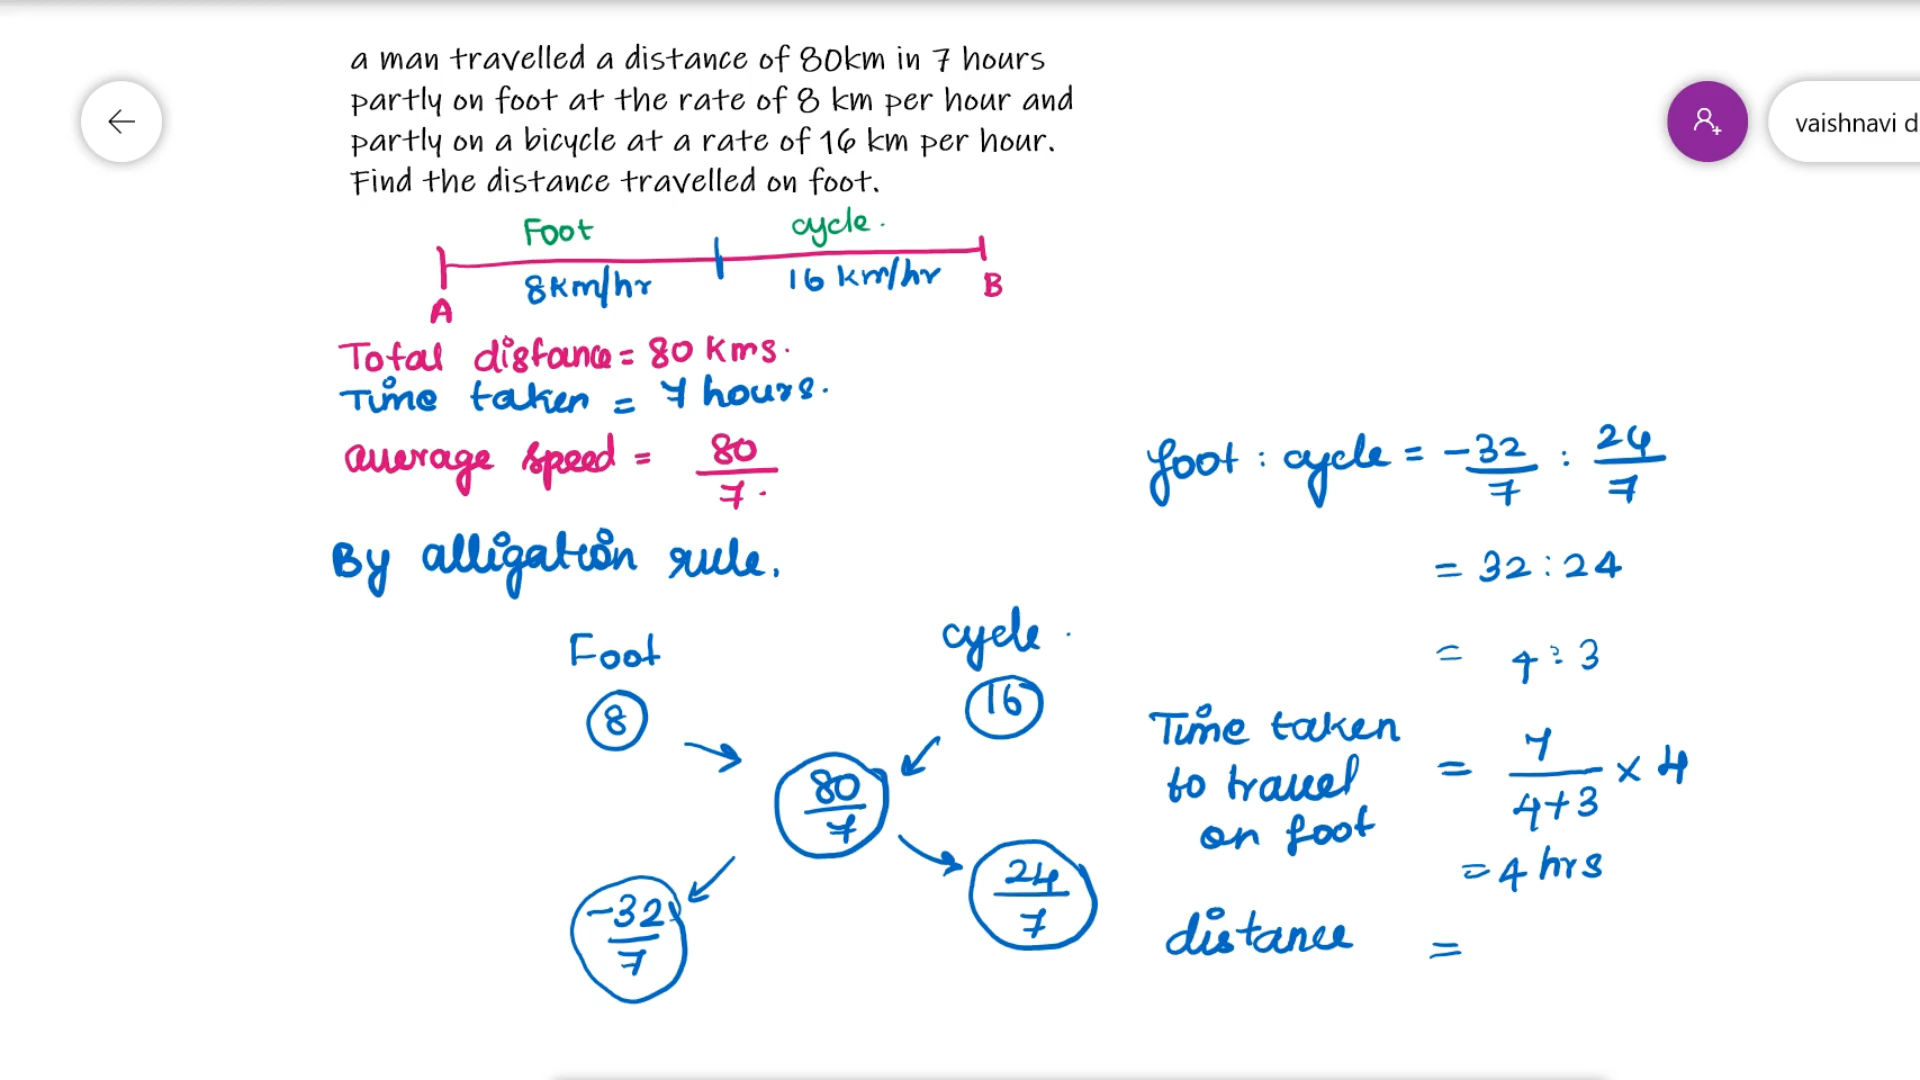 a man travelled a distance of 80km in 7 hours
partly on foot at the rate of 8 km per hour and
partly on a bicycle at a rate of 16 km per hour.
Find the distance travelled on foot.
vaishnavi d
Foot cycle.
8km/hr 16 km/hr
A B
Total distance = 80 kms.
Time taken = 7 hours.
average speed = 80/7.
By alligation rule,
Foot cycle.
8 16
80/7
-32/7 24/7
foot : cycle = -32/7 : 24/7
= 32 : 24
= 4 : 3
Time taken
to travel = 7/4+3 × 4
on foot
= 4 hrs
distance =